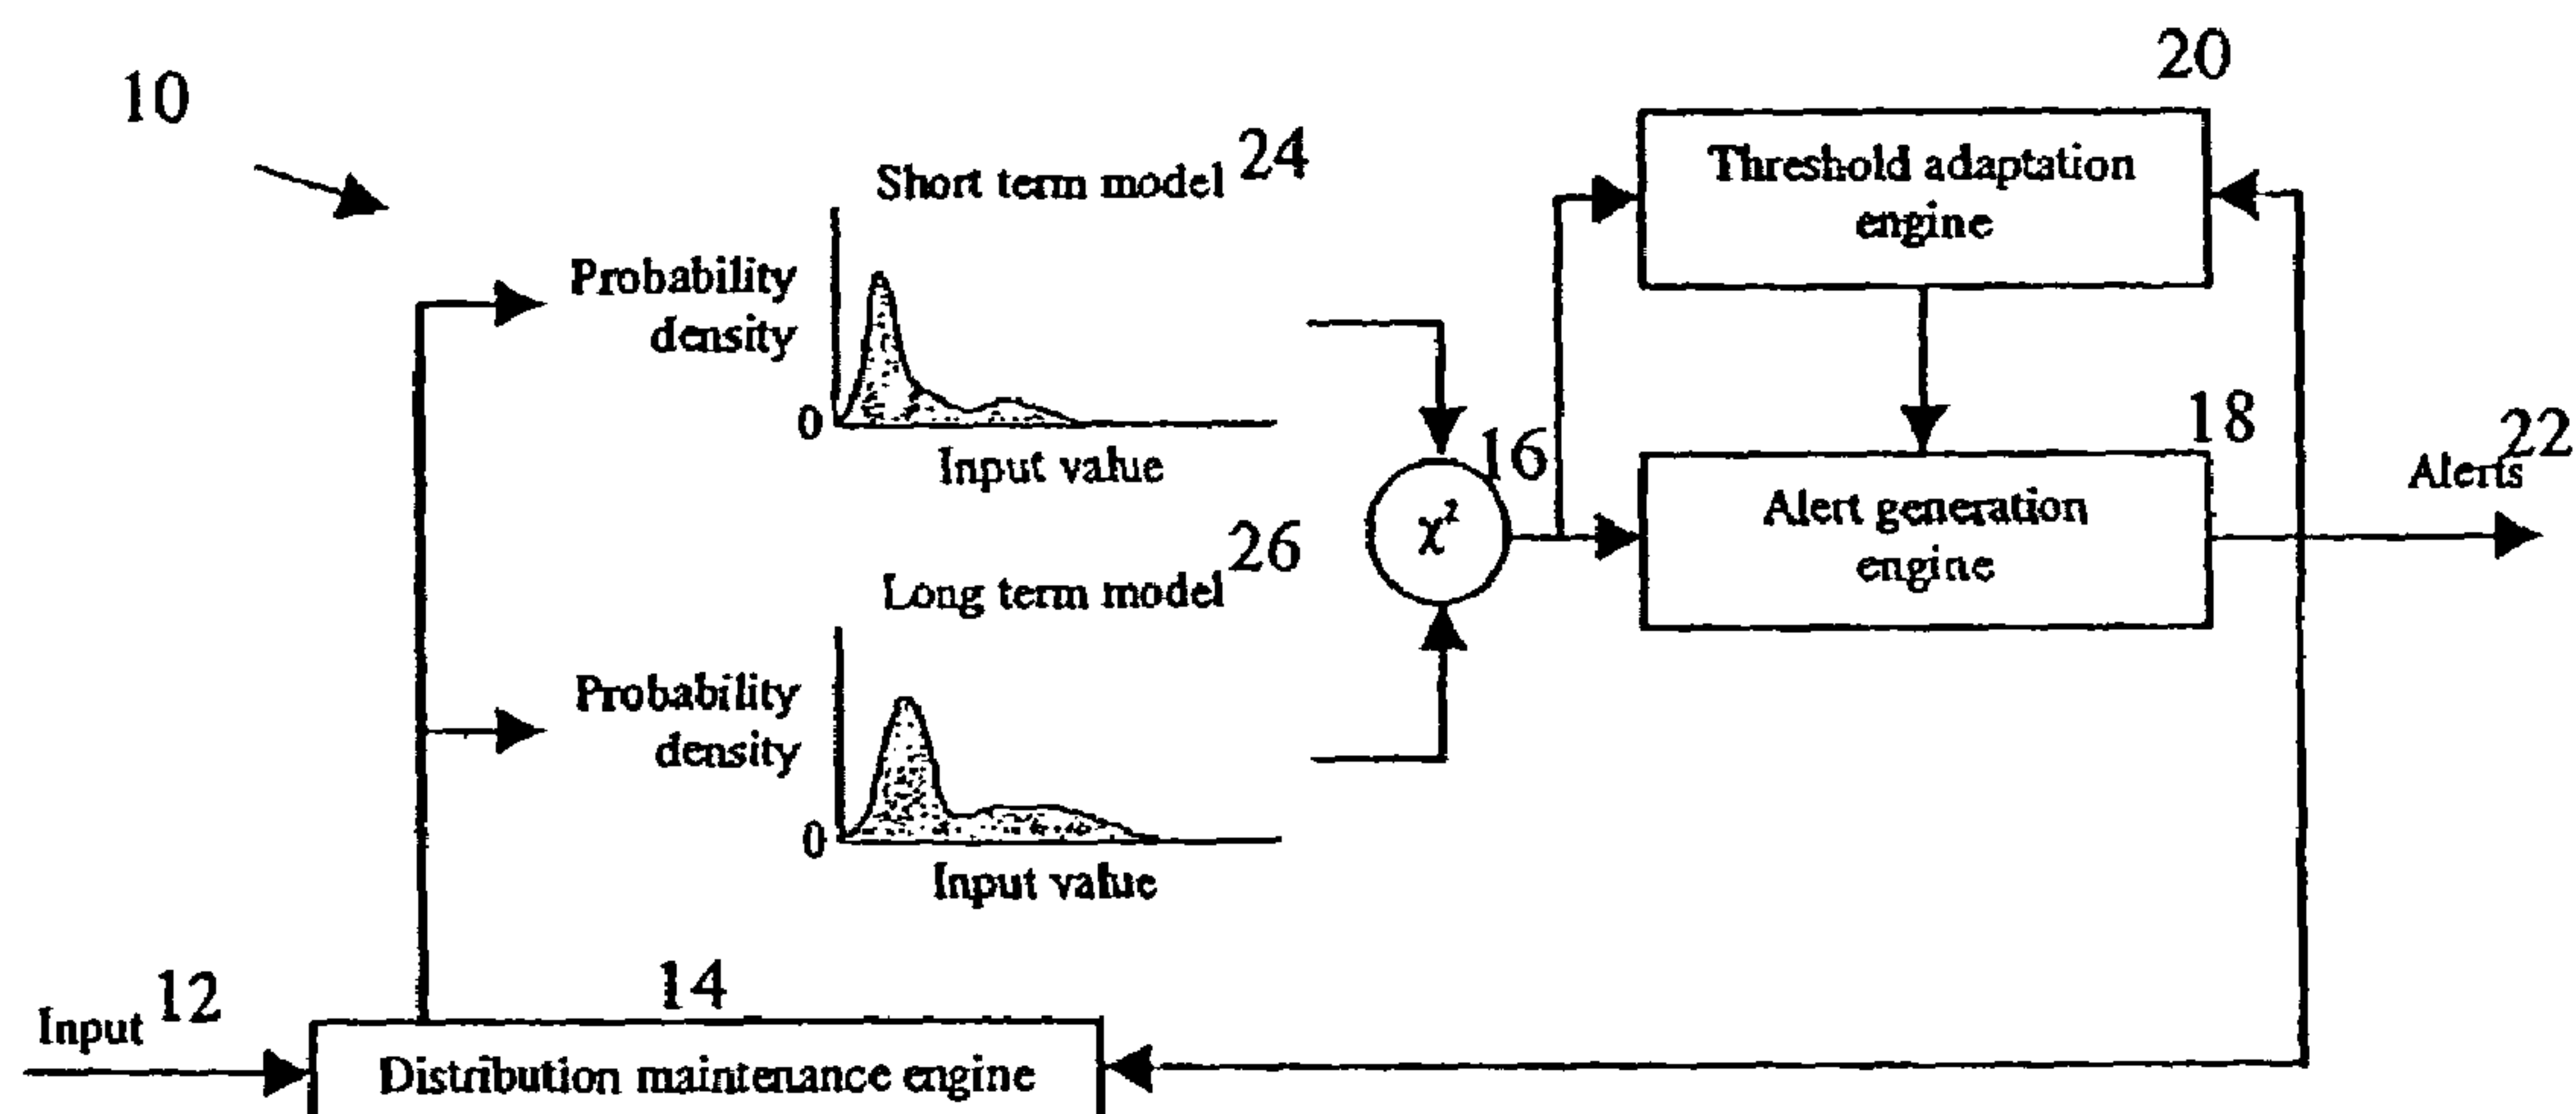 10
20
Threshold adaptation
engine
Short term model 24
Probability
density
0
Input value
16
χ²
18
Alert generation
engine
Alerts 22
Long term model 26
Probability
density
0
Input value
Input 12
14
Distribution maintenance engine